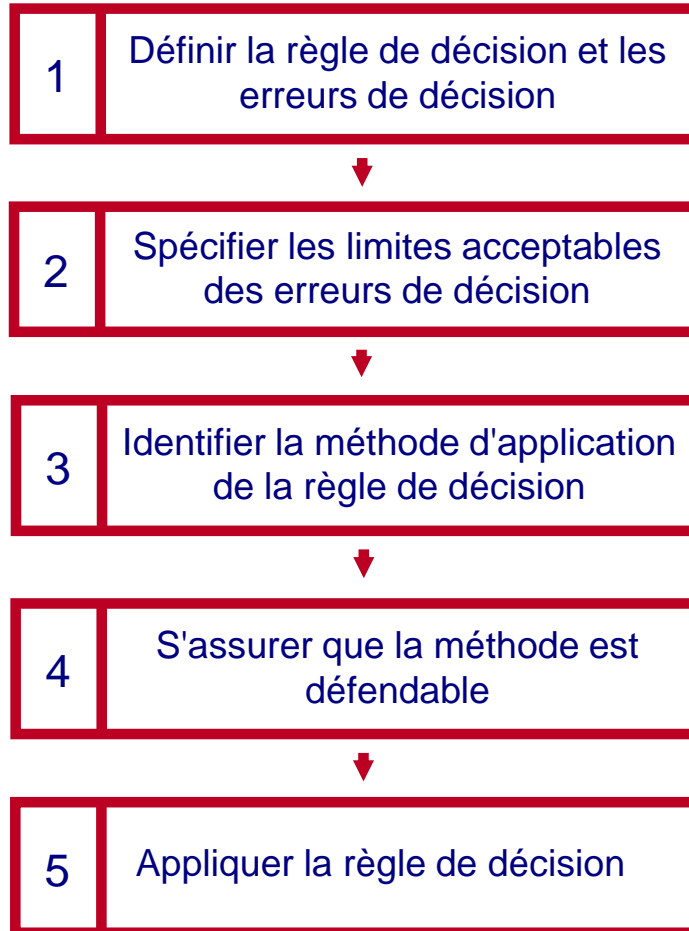 1
Définir la règle de décision et les
erreurs de décision
2
Spécifier les limites acceptables
des erreurs de décision
3
Identifier la méthode d'application
de la règle de décision
4
S'assurer que la méthode est
défendable
5
Appliquer la règle de décision